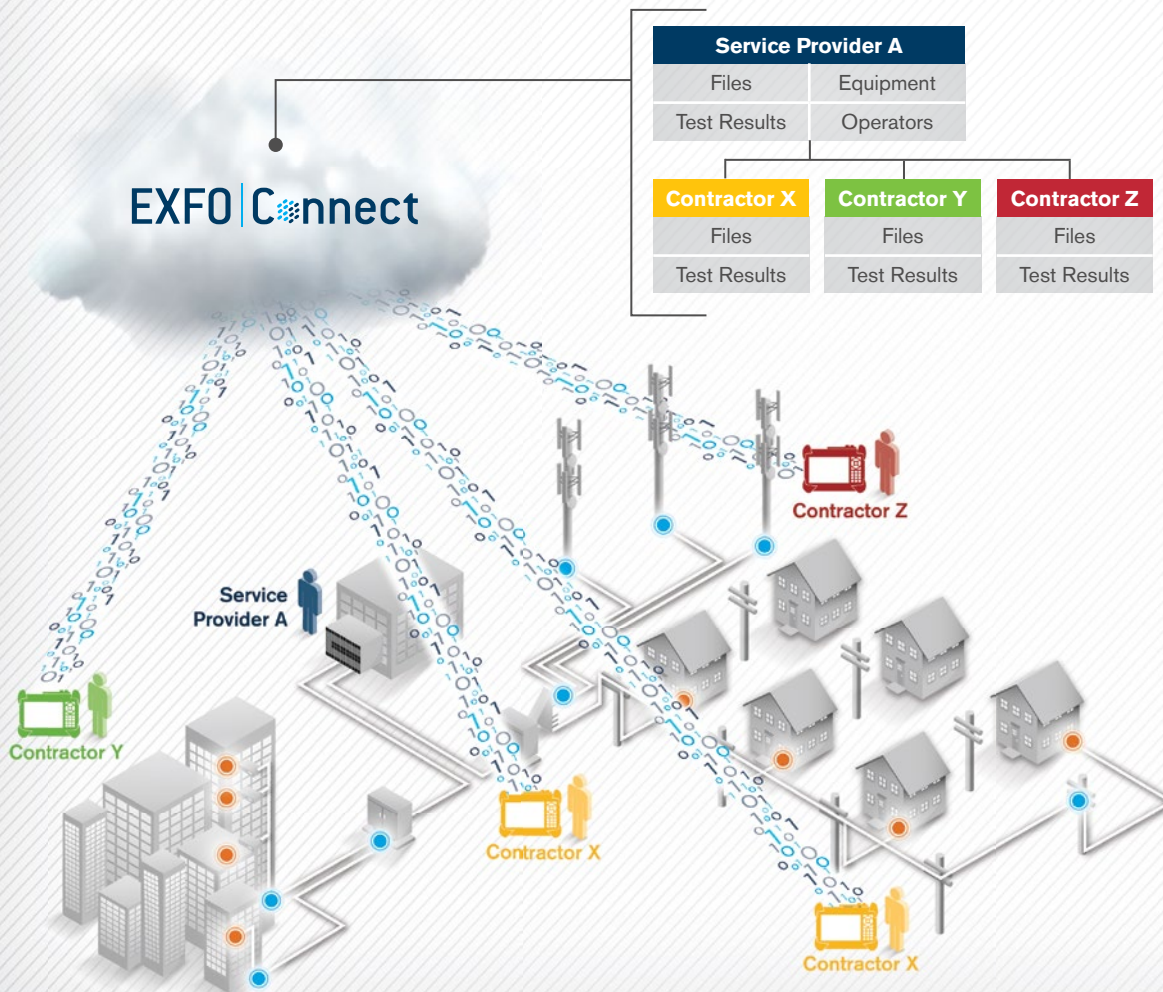 Service Provider A
Files Equipment
Test Results Operators
Contractor X Contractor Y Contractor Z
Files Files Files
Test Results Test Results Test Results
EXFO Connect
Contractor Z
Service
Provider A
Contractor Y
Contractor X
Contractor X